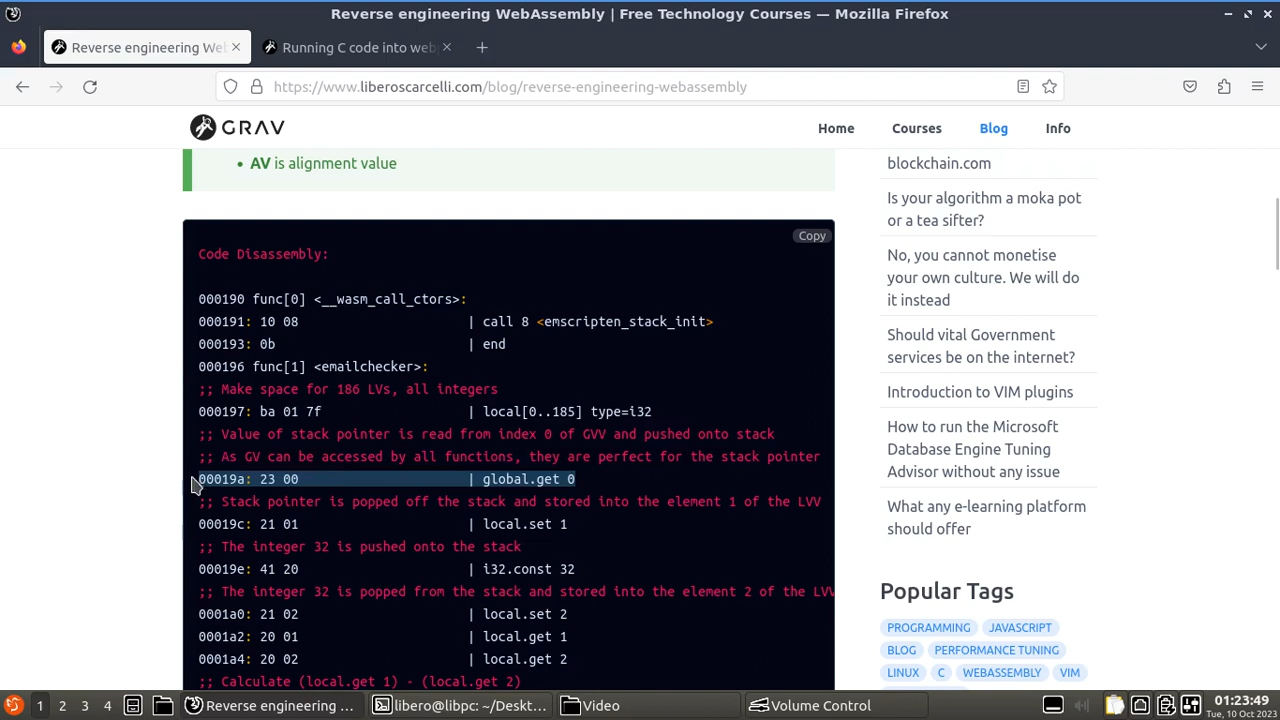 Reverse engineering WebAssembly | Free Technology Courses — Mozilla Firefox
Reverse engineering We
Running C code into web
https://www.liberoscarcelli.com/blog/reverse-engineering-webassembly
GRAV
Home
Courses
Blog
Info
• AV is alignment value
Copy
Code Disassembly:
000190 func[0] <__wasm_call_ctors>:
000191: 10 08 | call 8 <emscripten_stack_init>
000193: 0b | end
000196 func[1] <emailchecker>:
;; Make space for 186 LVs, all integers
000197: ba 01 7f | local[0..185] type=i32
;; Value of stack pointer is read from index 0 of GVV and pushed onto stack
;; As GV can be accessed by all functions, they are perfect for the stack pointer
00019a: 23 00 | global.get 0
;; Stack pointer is popped off the stack and stored into the element 1 of the LVV
00019c: 21 01 | local.set 1
;; The integer 32 is pushed onto the stack
00019e: 41 20 | i32.const 32
;; The integer 32 is popped from the stack and stored into the element 2 of the LVV
0001a0: 21 02 | local.set 2
0001a2: 20 01 | local.get 1
0001a4: 20 02 | local.get 2
;; Calculate (local.get 1) - (local.get 2)
blockchain.com
Is your algorithm a moka pot
or a tea sifter?
No, you cannot monetise
your own culture. We will do
it instead
Should vital Government
services be on the internet?
Introduction to VIM plugins
How to run the Microsoft
Database Engine Tuning
Advisor without any issue
What any e-learning platform
should offer
Popular Tags
PROGRAMMING
JAVASCRIPT
BLOG
PERFORMANCE TUNING
LINUX
C
WEBASSEMBLY
VIM
1
2
3
4
Reverse engineering ...
libero@libpc: ~/Deskt...
Video
Volume Control
01:23:49
Tue, 10 Oct 2023